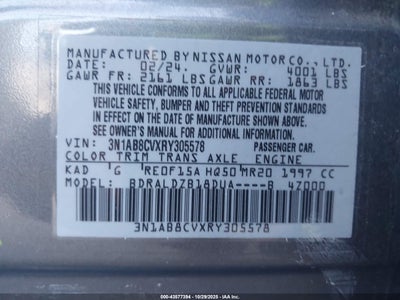 MANUFACTURED BY NISSAN MOTOR CO., LTD.
DATE: 02/24. GVWR: 4001 LBS
GAWR FR: 2161 LBS GAWR RR: 1863 LBS
THIS VEHICLE CONFORMS TO ALL APPLICABLE FEDERAL MOTOR
VEHICLE SAFETY, BUMPER AND THEFT PREVENTION STANDARDS
IN EFFECT ON THE DATE OF MANUFACTURE SHOWN ABOVE.
SEE OWNER'S MANUAL FOR ADDITIONAL INFORMATION.
VIN: 3N1AB8CVXRY305578 PASSENGER CAR.
COLOR TRIM TRANS AXLE ENGINE
KAD G RE0F15A HQ50 MR20 1997 CC
MODEL: BDRALDZB18DUA----B 4Z000
3N1AB8CVXRY305578
000-43577394 - 10/29/2025 - IAA, Inc.